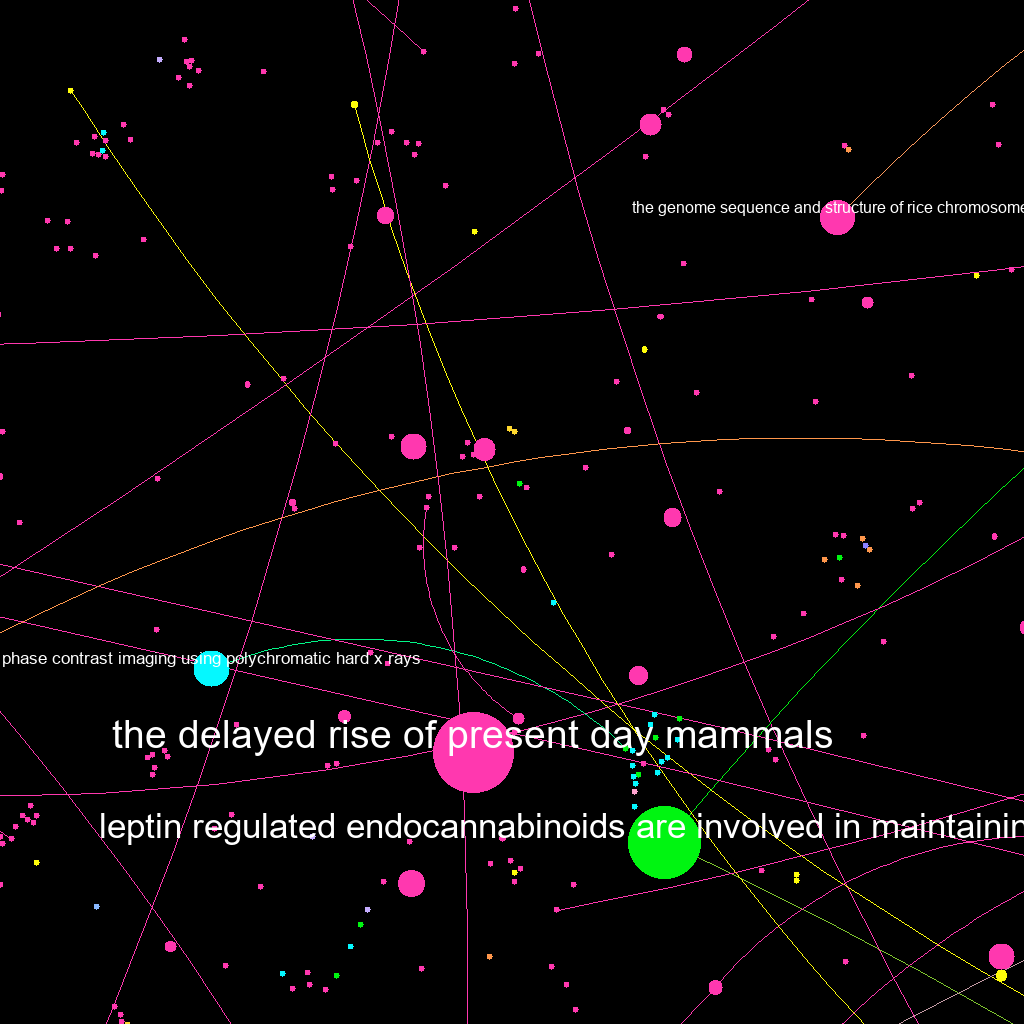 the genome sequence and structure of rice chromosome
phase contrast imaging using polychromatic hard x rays
the delayed rise of present day mammals
leptin regulated endocannabinoids are involved in